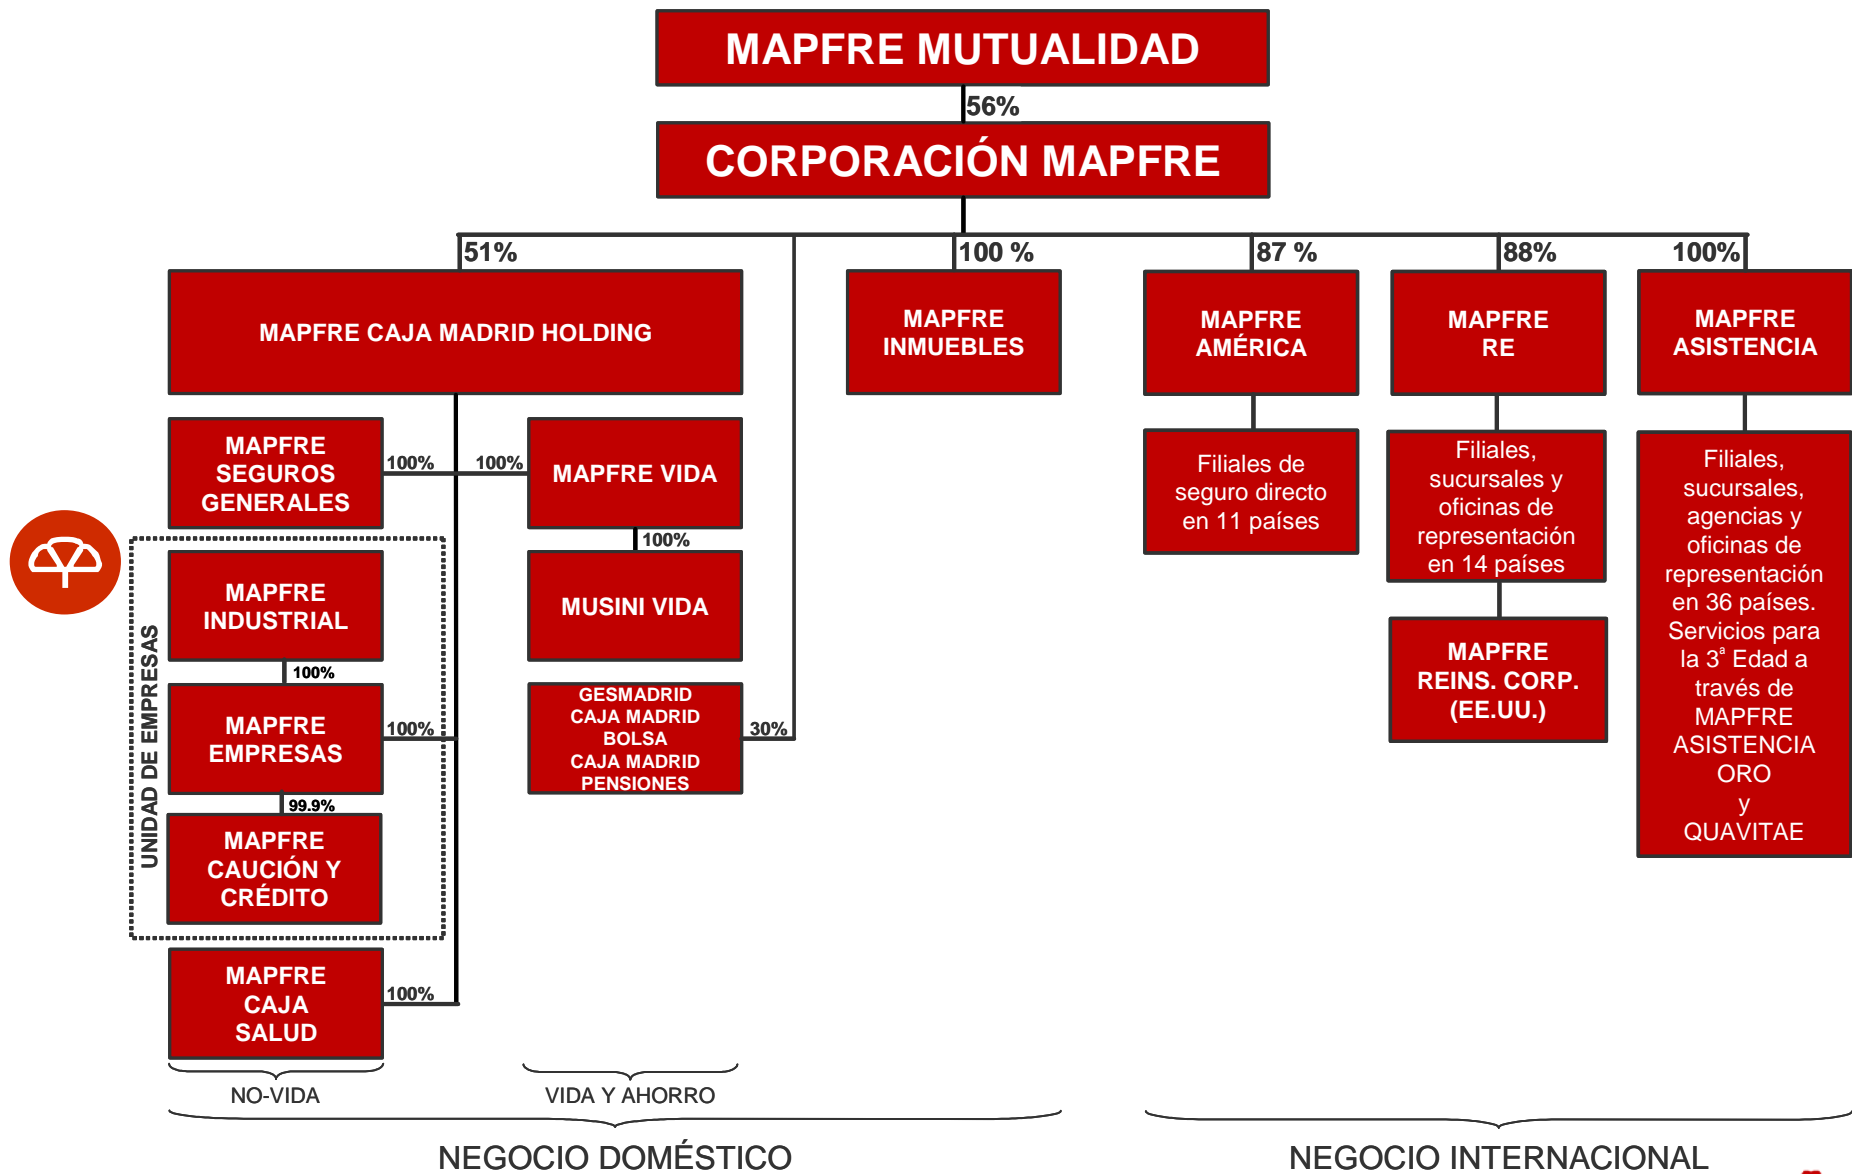 MAPFRE MUTUALIDAD
56%
CORPORACIÓN MAPFRE
51%
100 %
87 %
88%
100%
MAPFRE CAJA MADRID HOLDING
MAPFRE
INMUEBLES
MAPFRE
AMÉRICA
MAPFRE
RE
MAPFRE
ASISTENCIA
MAPFRE
SEGUROS
GENERALES
100%
100%
MAPFRE VIDA
100%
MUSINI VIDA
GESMADRID
CAJA MADRID
BOLSA
CAJA MADRID
PENSIONES
30%
UNIDAD DE EMPRESAS
MAPFRE
INDUSTRIAL
100%
MAPFRE
EMPRESAS
100%
99.9%
MAPFRE
CAUCIÓN Y
CRÉDITO
MAPFRE
CAJA
SALUD
100%
Filiales de
seguro directo
en 11 países
Filiales,
sucursales y
oficinas de
representación
en 14 países
MAPFRE
REINS. CORP.
(EE.UU.)
Filiales,
sucursales,
agencias y
oficinas de
representación
en 36 países.
Servicios para
la 3ª Edad a
través de
MAPFRE
ASISTENCIA
ORO
y
QUAVITAE
NO-VIDA
VIDA Y AHORRO
NEGOCIO DOMÉSTICO
NEGOCIO INTERNACIONAL